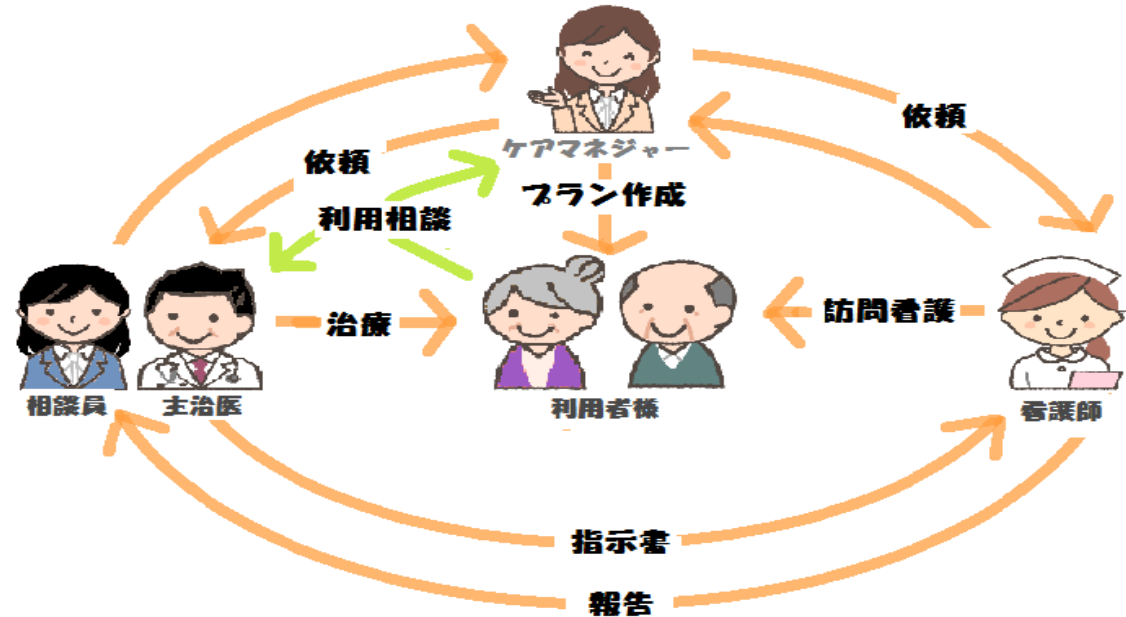 ケアマネジャー
依頼
依頼
プラン作成
利用相談
治療
訪問看護
相談員
主治医
利用者様
看護師
指示書
報告